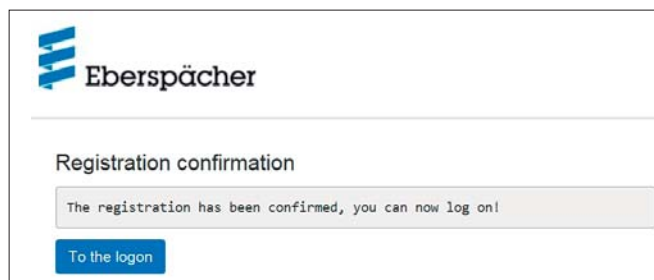 Eberspächer
Registration confirmation
The registration has been confirmed, you can now log on!
To the logon